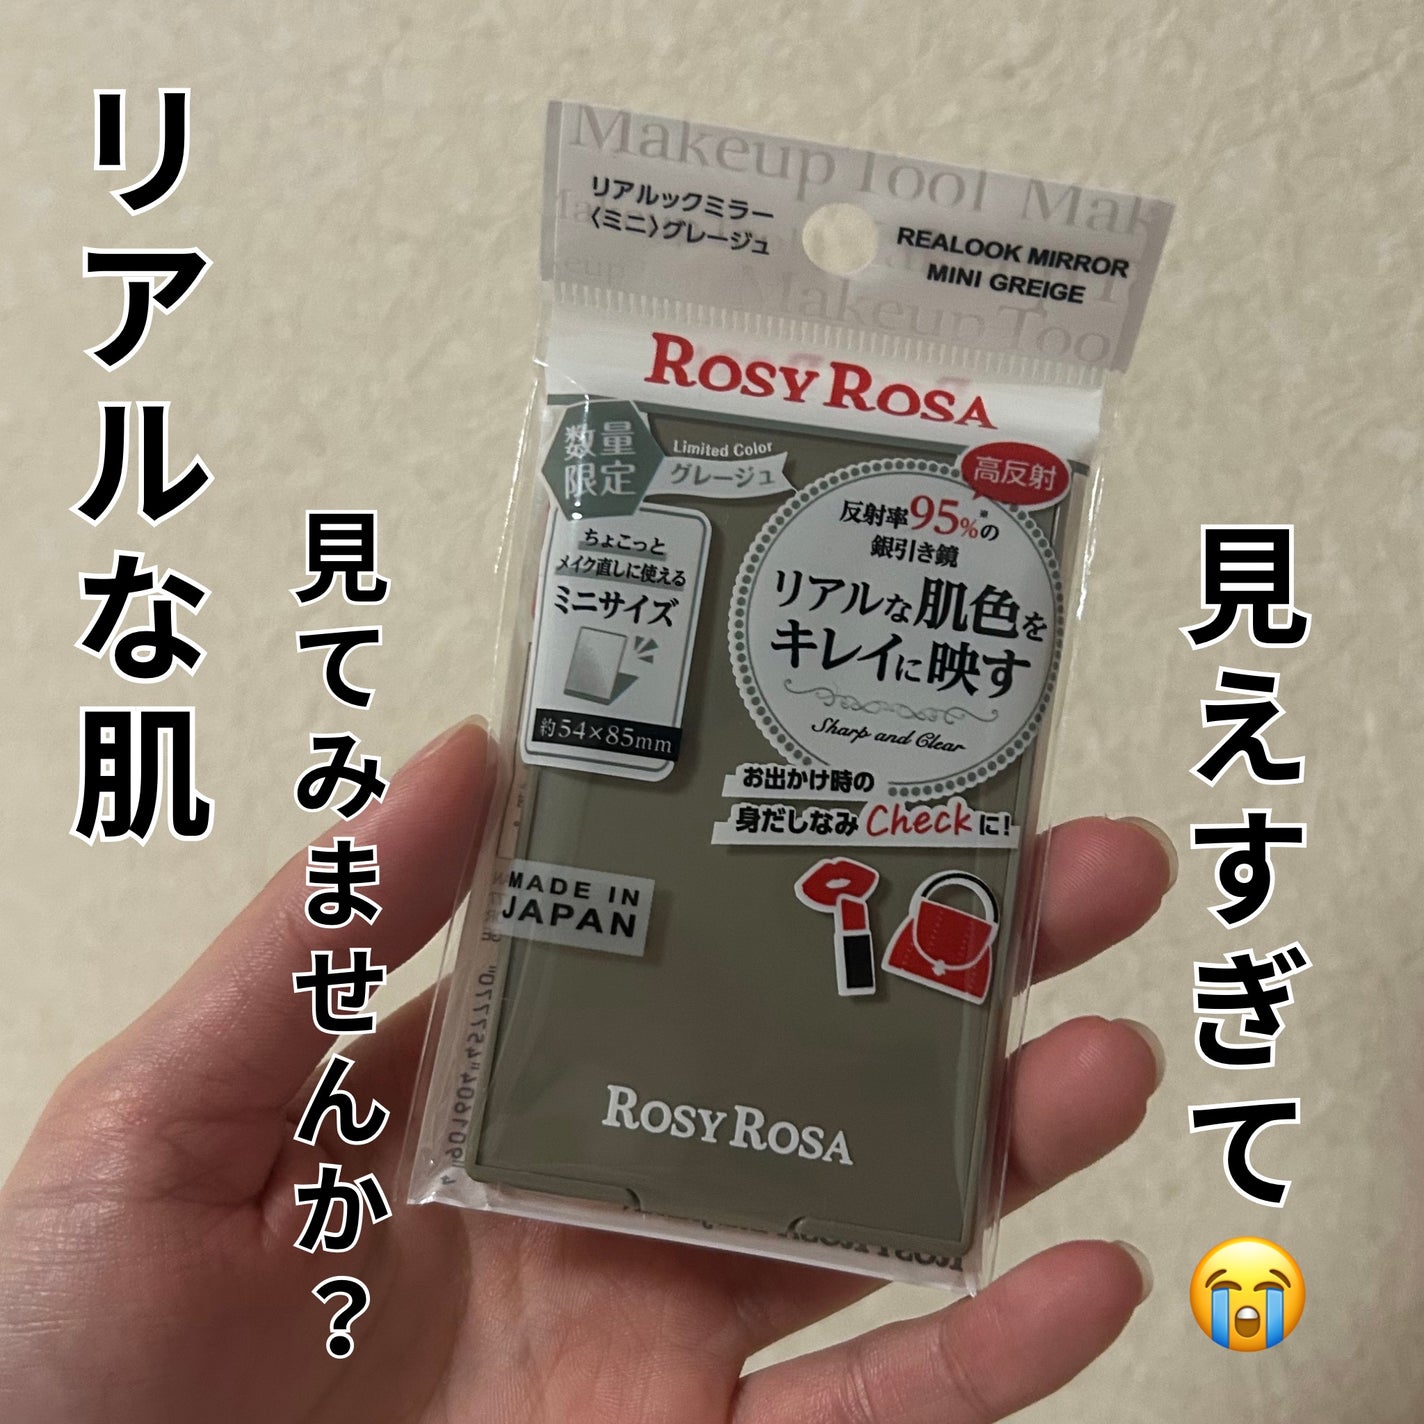 リアルな肌
見てみませんか？
見えすぎて😭
Makeup Tool Mak
リアルックミラー
〈ミニ〉グレージュ
REALOOK MIRROR
MINI GREIGE
Makeup Too
ROSY ROSA
数量
限定
Limited Color
グレージュ
ちょこっと
メイク直しに使える
ミニサイズ
約54×85mm
高反射
反射率95%※の
銀引き鏡
リアルな肌色を
キレイに映す
Sharp and Clear
お出かけ時の
身だしなみCheckに!
MADE IN
JAPAN
ROSY ROSA
4 901604 457770